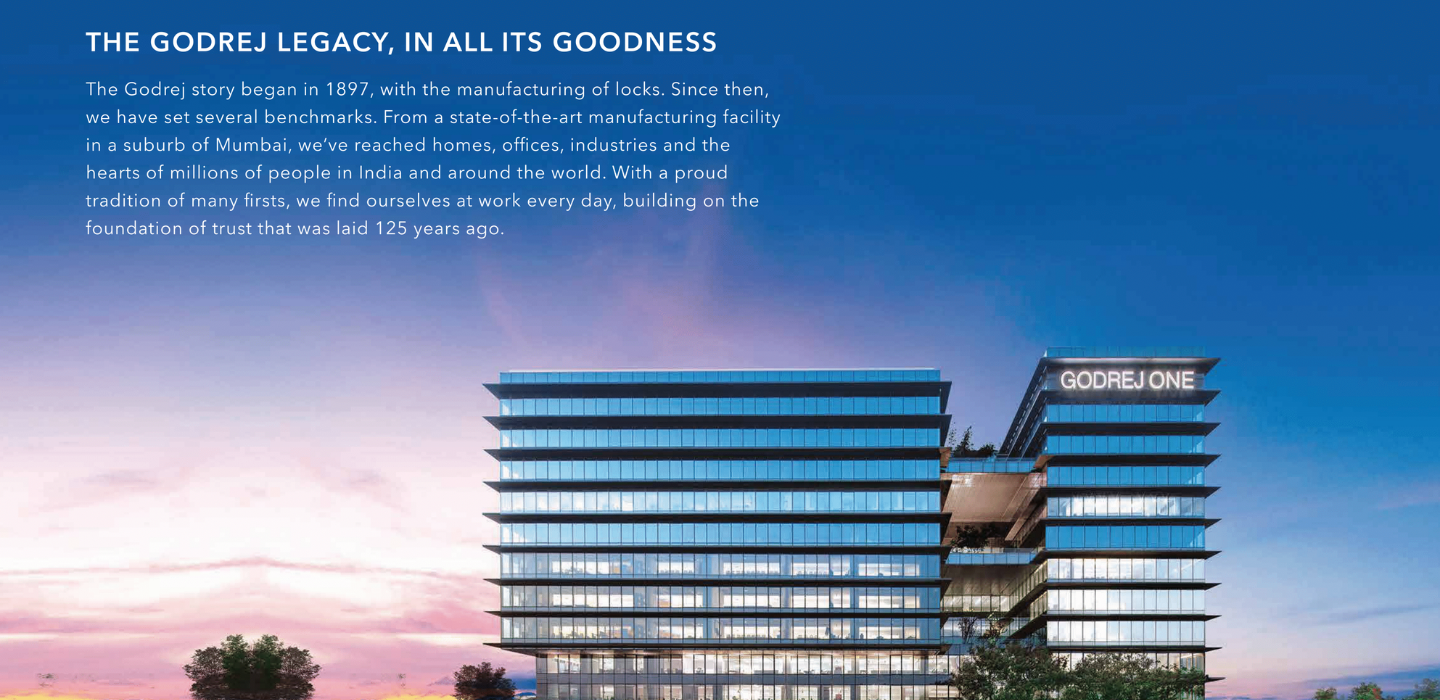 THE GODREJ LEGACY, IN ALL ITS GOODNESS
The Godrej story began in 1897, with the manufacturing of locks. Since then,
we have set several benchmarks. From a state-of-the-art manufacturing facility
in a suburb of Mumbai, we’ve reached homes, offices, industries and the
hearts of millions of people in India and around the world. With a proud
tradition of many firsts, we find ourselves at work every day, building on the
foundation of trust that was laid 125 years ago.
GODREJ ONE